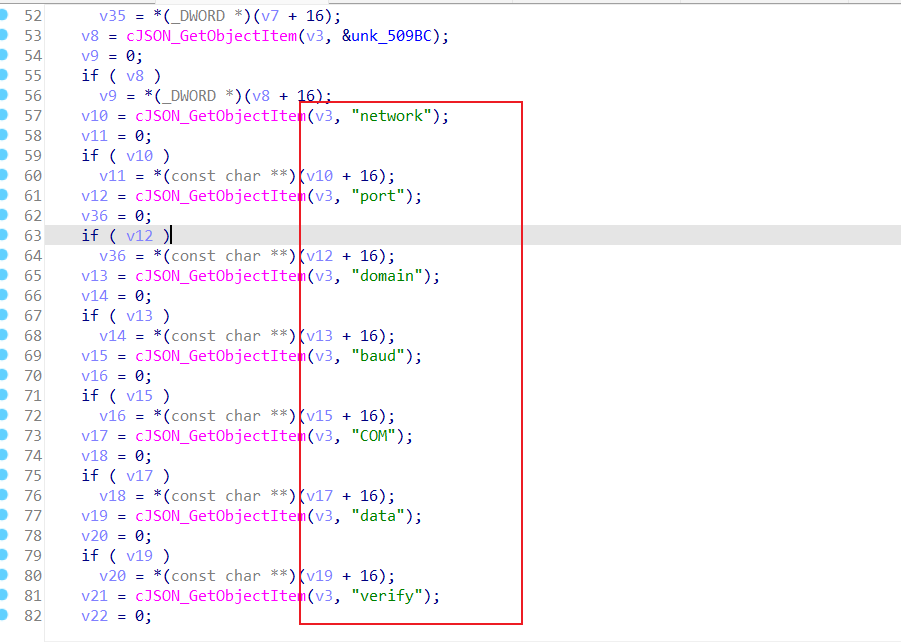 52 v35 = *(_DWORD *)(v7 + 16);
53 v8 = cJSON_GetObjectItem(v3, &unk_509BC);
54 v9 = 0;
55 if ( v8 )
56 v9 = *(_DWORD *)(v8 + 16);
57 v10 = cJSON_GetObjectItem(v3, "network");
58 v11 = 0;
59 if ( v10 )
60 v11 = *(const char **)(v10 + 16);
61 v12 = cJSON_GetObjectItem(v3, "port");
62 v36 = 0;
63 if ( v12 )
64 v36 = *(const char **)(v12 + 16);
65 v13 = cJSON_GetObjectItem(v3, "domain");
66 v14 = 0;
67 if ( v13 )
68 v14 = *(const char **)(v13 + 16);
69 v15 = cJSON_GetObjectItem(v3, "baud");
70 v16 = 0;
71 if ( v15 )
72 v16 = *(const char **)(v15 + 16);
73 v17 = cJSON_GetObjectItem(v3, "COM");
74 v18 = 0;
75 if ( v17 )
76 v18 = *(const char **)(v17 + 16);
77 v19 = cJSON_GetObjectItem(v3, "data");
78 v20 = 0;
79 if ( v19 )
80 v20 = *(const char **)(v19 + 16);
81 v21 = cJSON_GetObjectItem(v3, "verify");
82 v22 = 0;